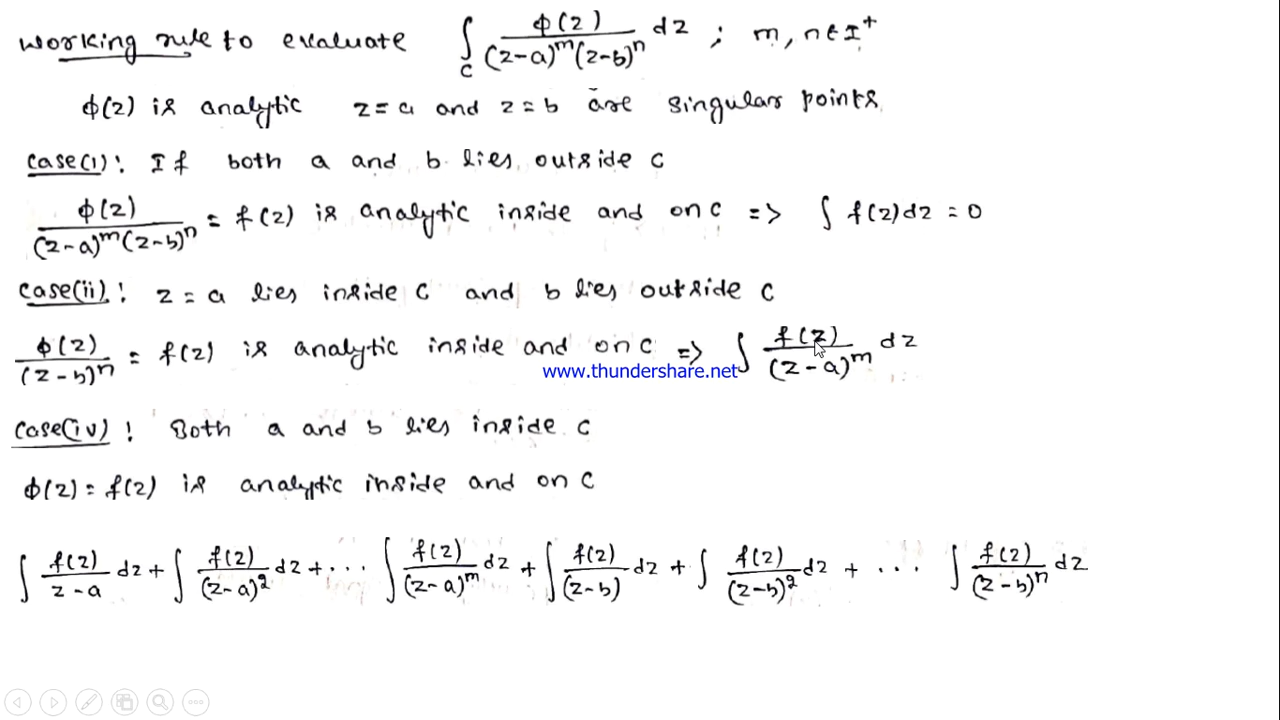 Working rule to evaluate ∫_C ϕ(z)/((z-a)^m(z-b)^n) dz ; m, n∈I^+
ϕ(z) is analytic z=a and z=b are singular points
case(i): If both a and b lies outside c
ϕ(z)/((z-a)^m(z-b)^n) = f(z) is analytic inside and on c => ∫ f(z)dz = 0
case(ii): z=a lies inside c and b lies outside c
ϕ(z)/(z-b)^n = f(z) is analytic inside and on c => ∫ f(z)/(z-a)^m dz
www.thundershare.net
case(iv): Both a and b lies inside c
ϕ(z) = f(z) is analytic inside and on c
∫ f(z)/(z-a) dz + ∫ f(z)/(z-a)^2 dz + ... ∫ f(z)/(z-a)^m dz + ∫ f(z)/(z-b) dz + ∫ f(z)/(z-b)^2 dz + ... ∫ f(z)/(z-b)^n dz